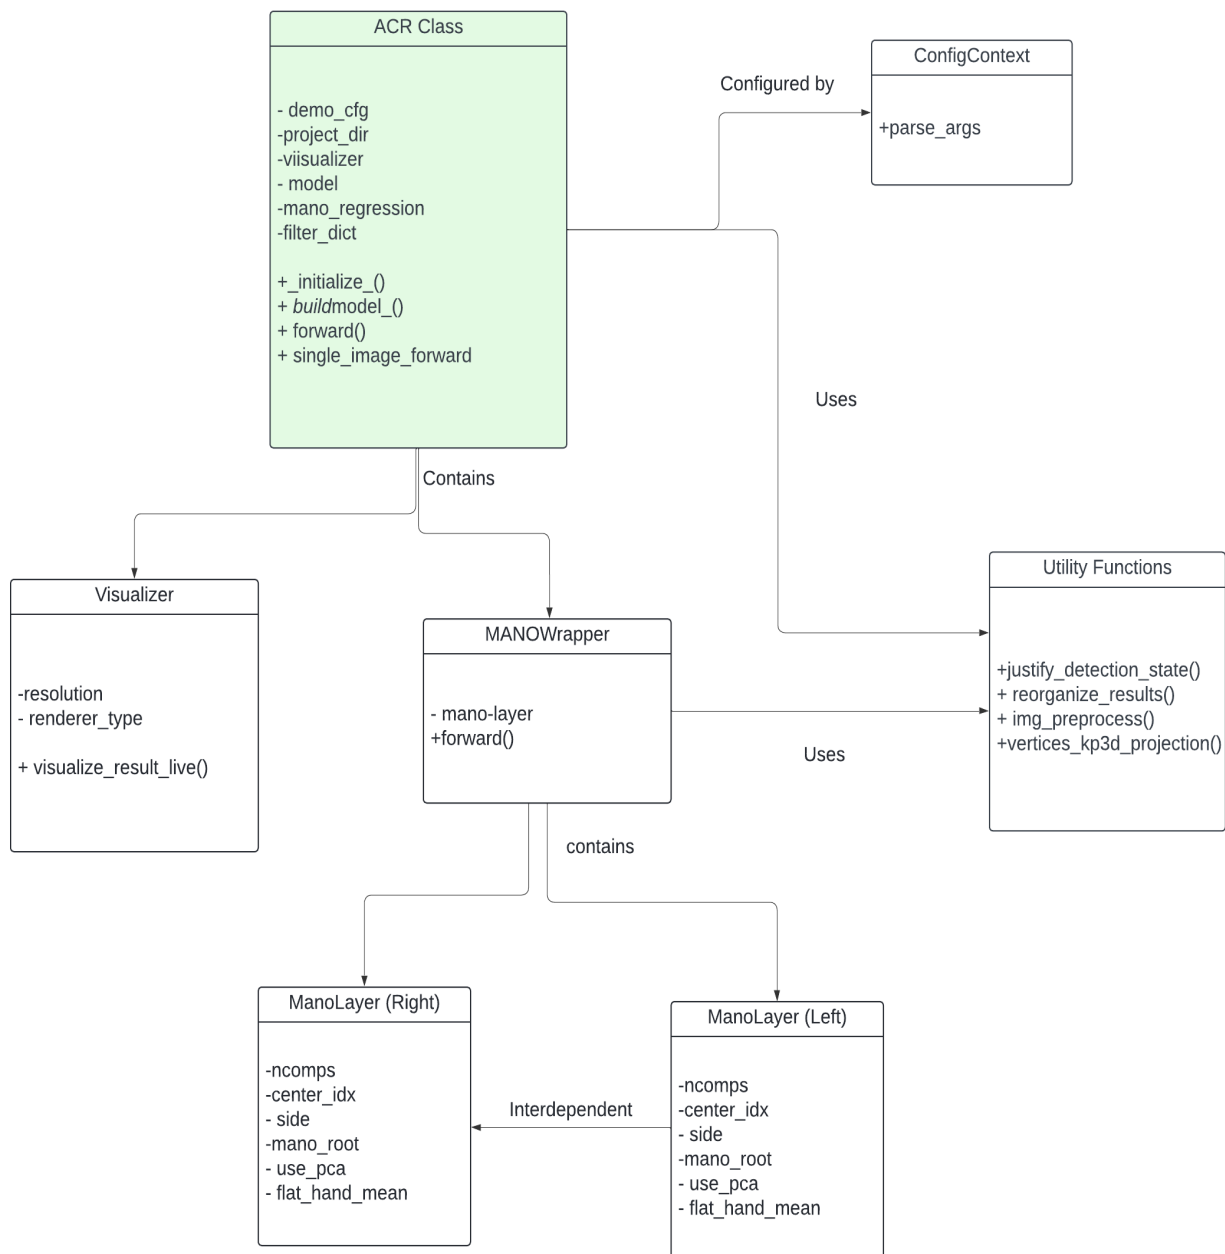 ACR Class
- demo_cfg
-project_dir
-viisualizer
- model
-mano_regression
-filter_dict
+_initialize_()
+ buildmodel_()
+ forward()
+ single_image_forward
Configured by
ConfigContext
+parse_args
Uses
Contains
Visualizer
-resolution
- renderer_type
+ visualize_result_live()
MANOWrapper
- mano-layer
+forward()
Utility Functions
+justify_detection_state()
+ reorganize_results()
+ img_preprocess()
+vertices_kp3d_projection()
Uses
contains
ManoLayer (Right)
-ncomps
-center_idx
- side
-mano_root
- use_pca
- flat_hand_mean
Interdependent
ManoLayer (Left)
-ncomps
-center_idx
- side
-mano_root
- use_pca
- flat_hand_mean